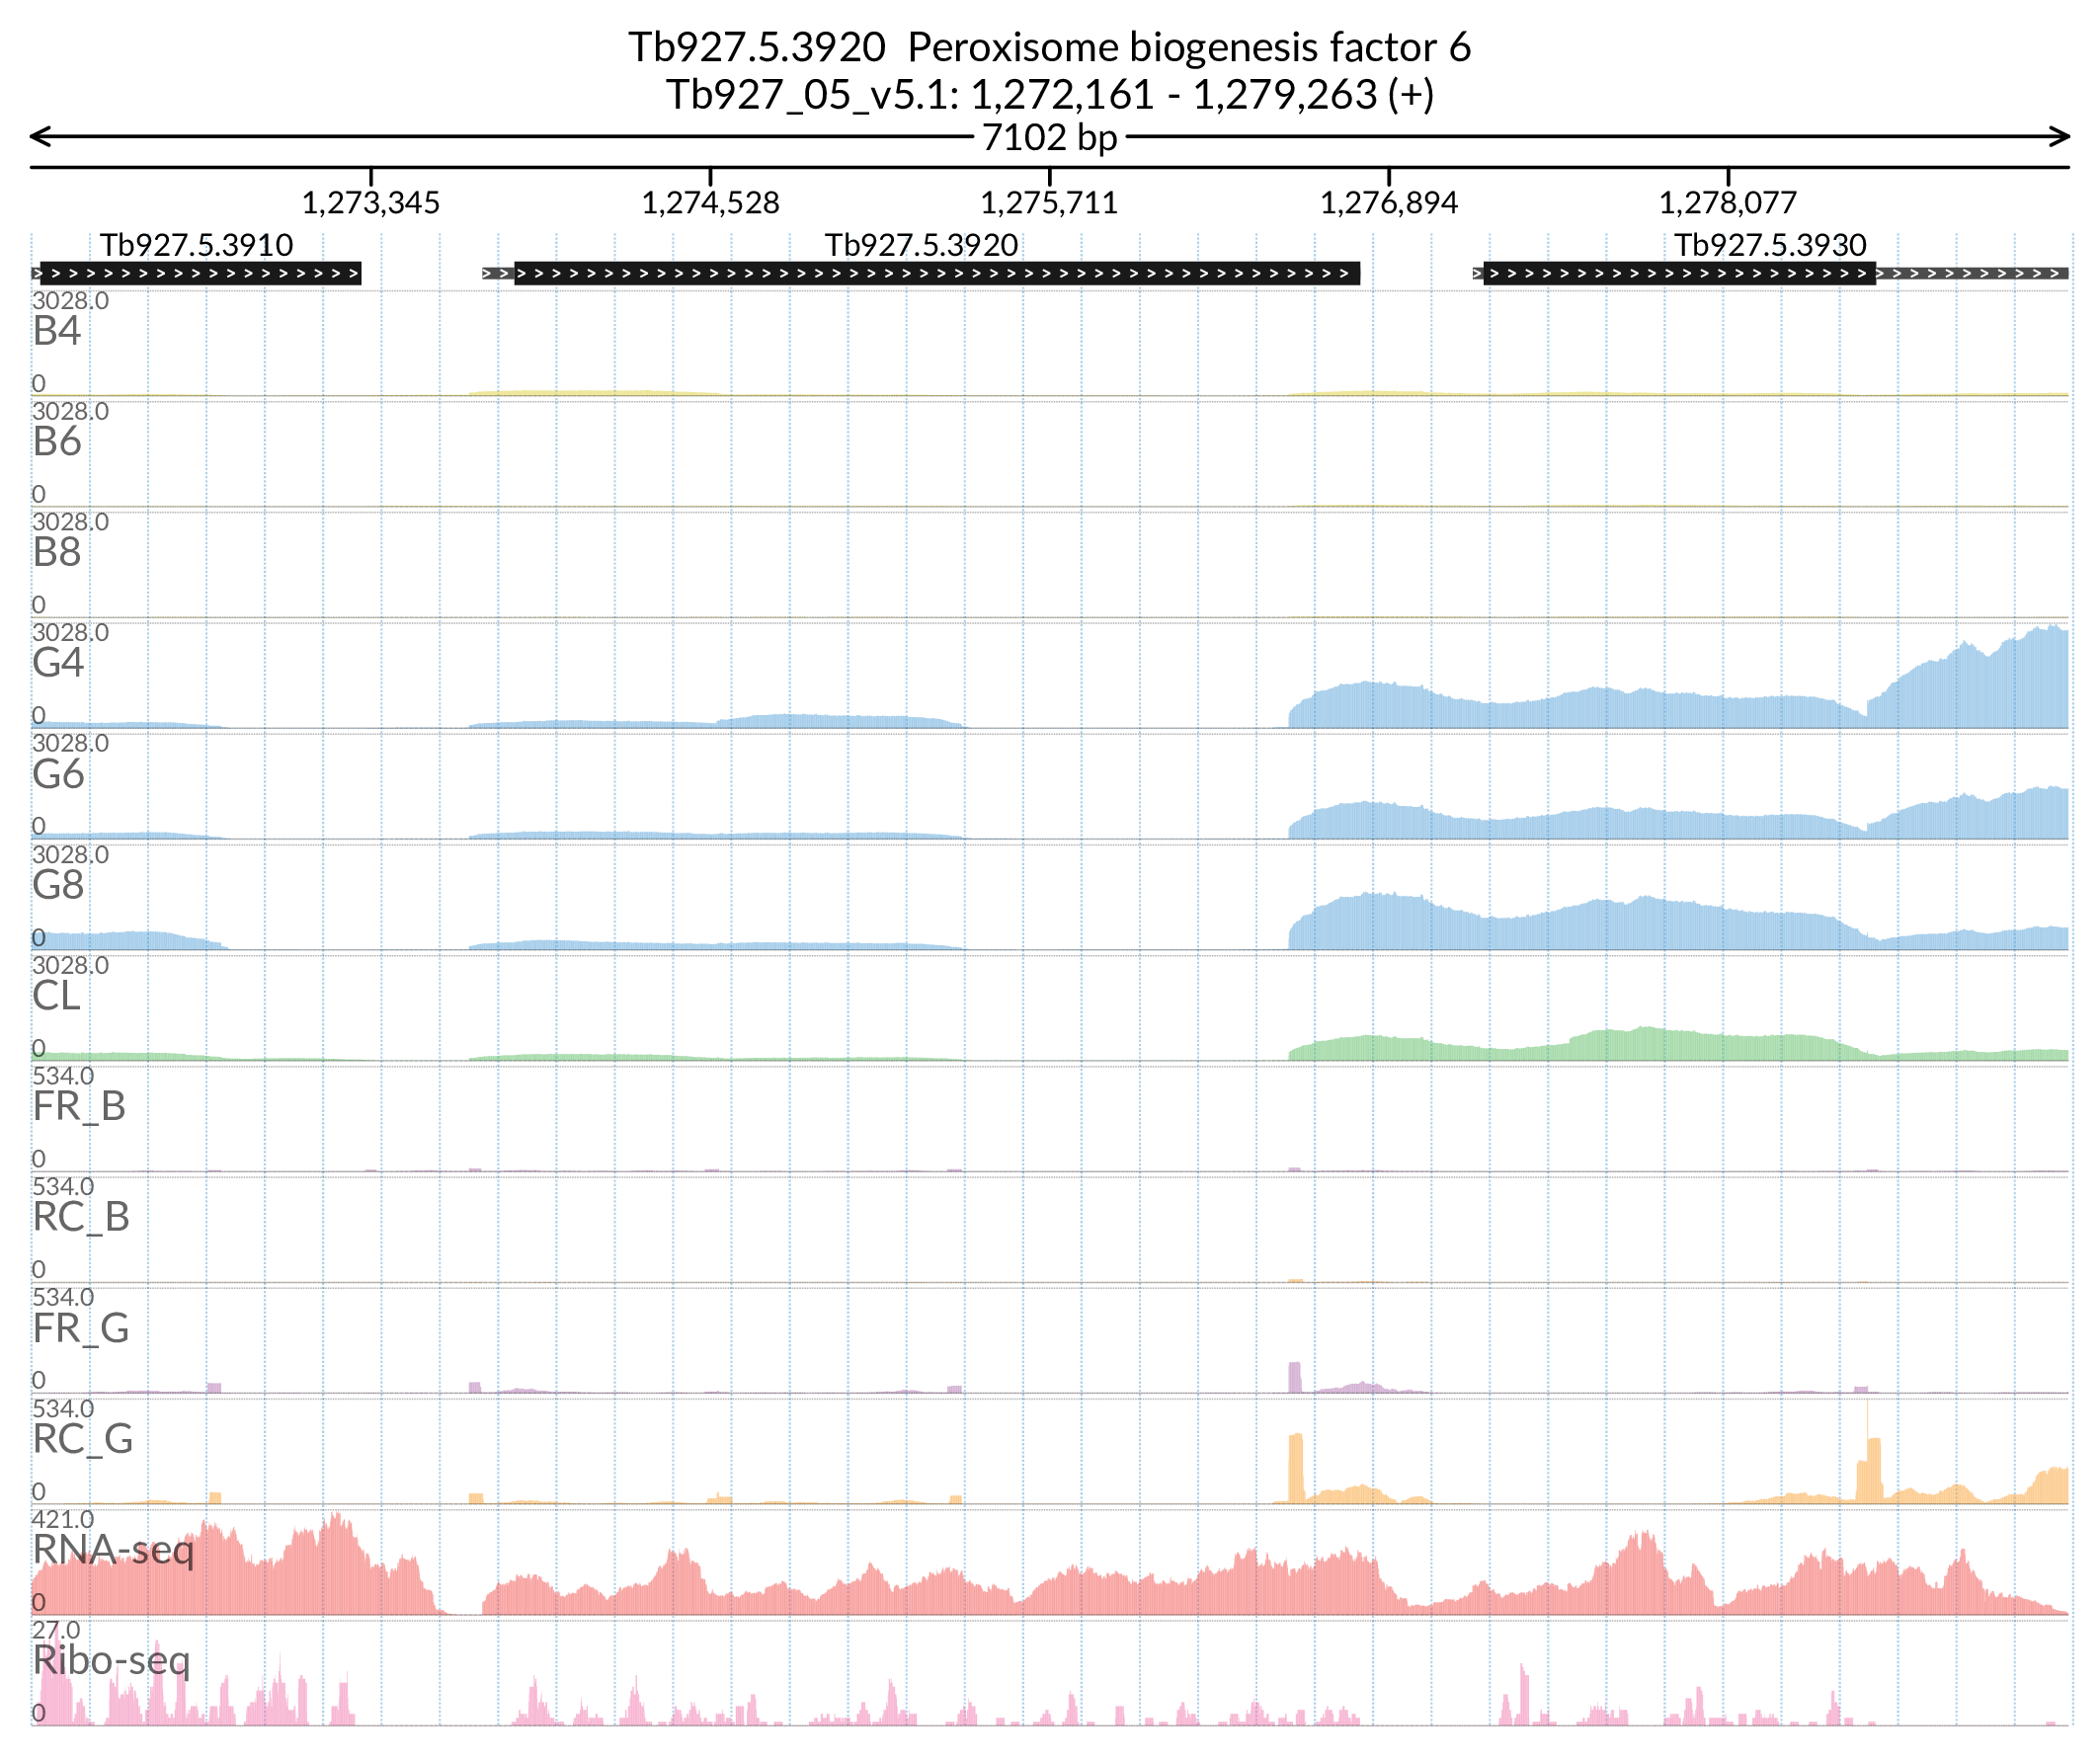 Tb927.5.3920 Peroxisome biogenesis factor 6
Tb927_05_v5.1: 1,272,161 - 1,279,263 (+)
7102 bp
1,273,345 1,274,528 1,275,711 1,276,894 1,278,077
Tb927.5.3910 Tb927.5.3920 Tb927.5.3930
3028.0
B4
0
3028.0
B6
0
3028.0
B8
0
3028.0
G4
0
3028.0
G6
0
3028.0
G8
0
3028.0
CL
0
534.0
FR_B
0
534.0
RC_B
0
534.0
FR_G
0
534.0
RC_G
0
421.0
RNA-seq
0
27.0
Ribo-seq
0